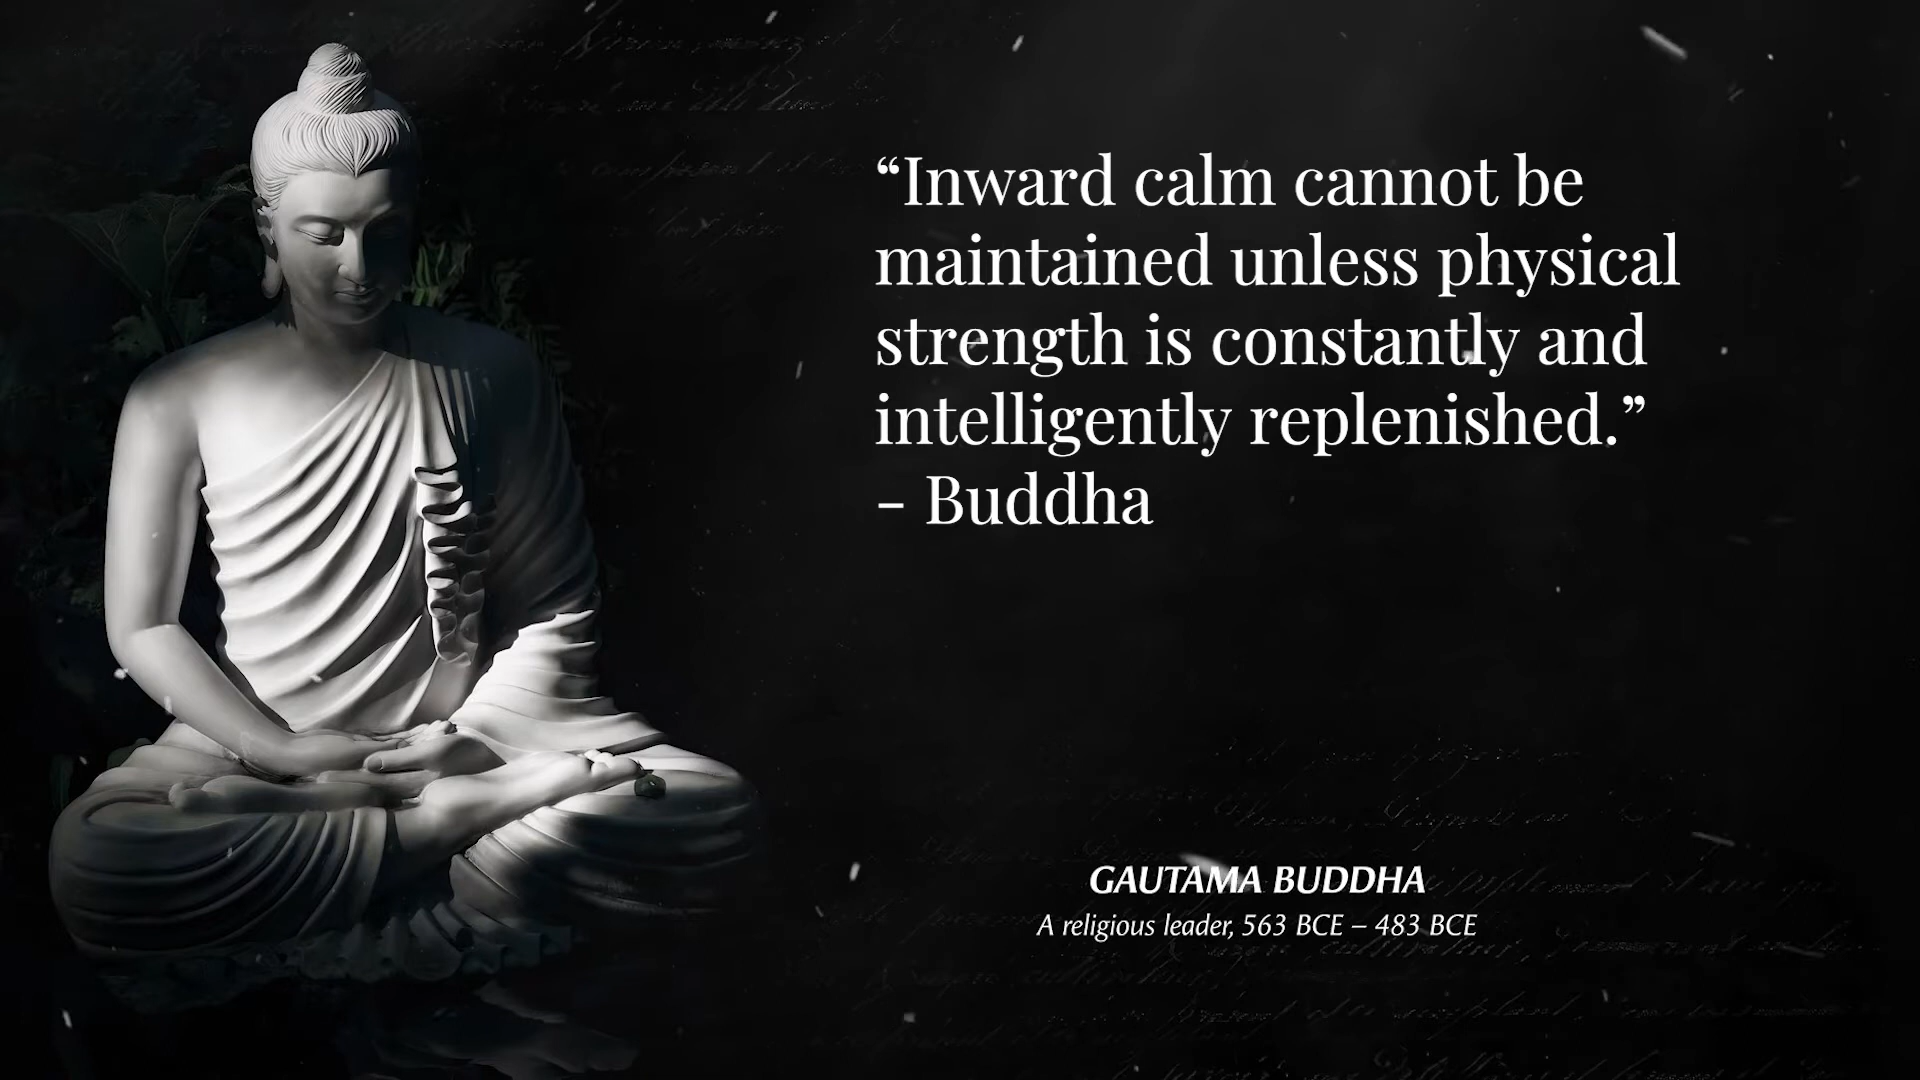 “Inward calm cannot be
maintained unless physical
strength is constantly and
intelligently replenished.”
– Buddha
GAUTAMA BUDDHA
A religious leader, 563 BCE – 483 BCE